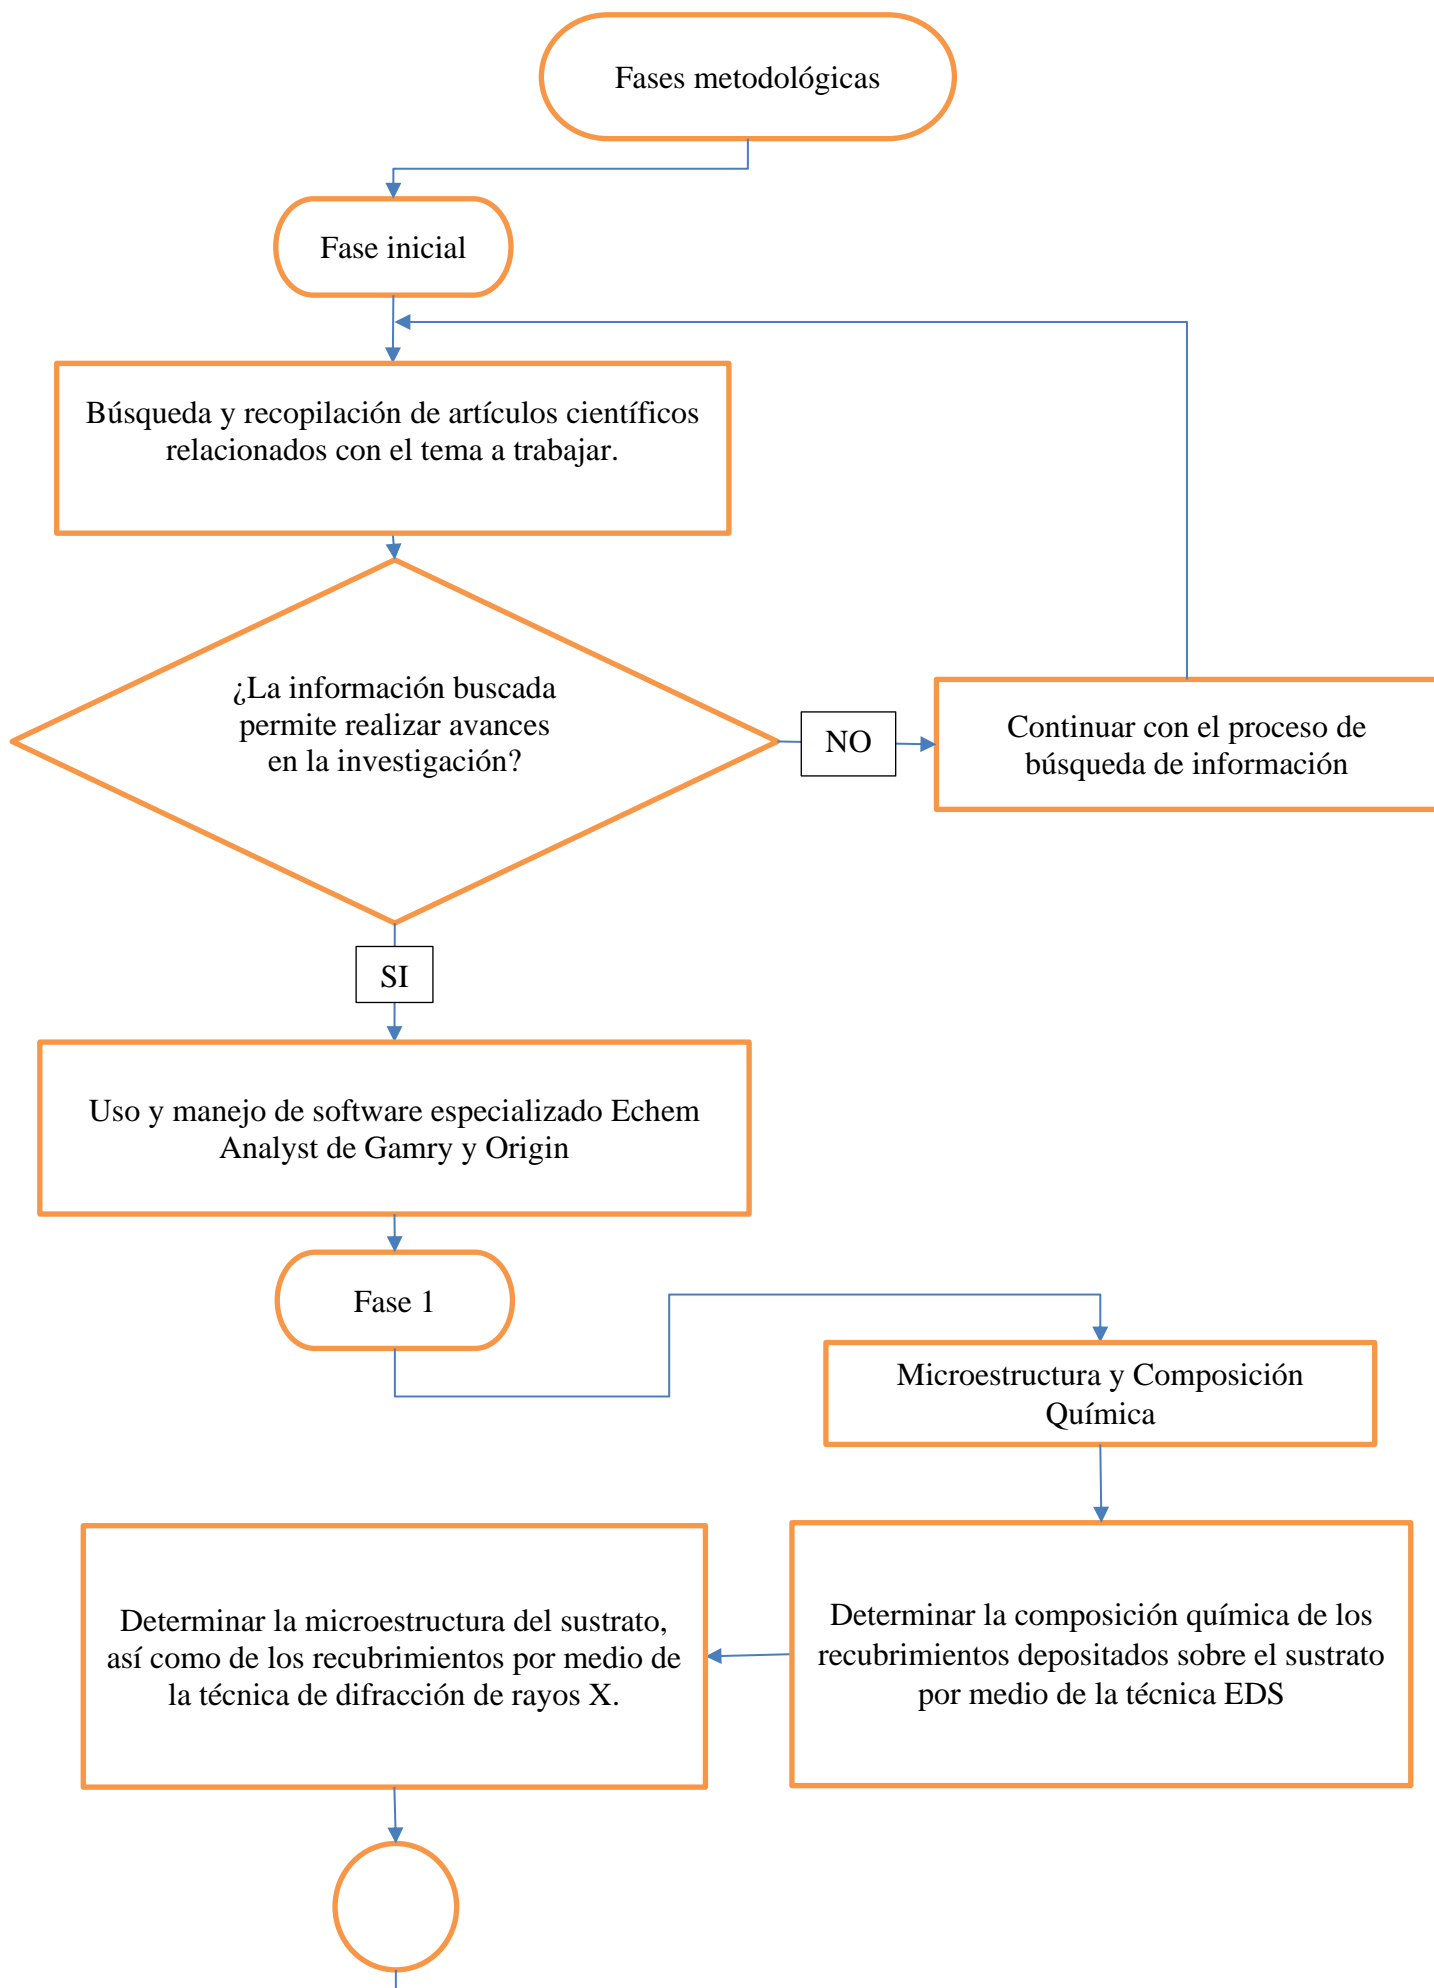 Fases metodológicas
Fase inicial
Búsqueda y recopilación de artículos científicos
relacionados con el tema a trabajar.
¿La información buscada
permite realizar avances
en la investigación?
NO
Continuar con el proceso de
búsqueda de información
SI
Uso y manejo de software especializado Echem
Analyst de Gamry y Origin
Fase 1
Microestructura y Composición
Química
Determinar la composición química de los
recubrimientos depositados sobre el sustrato
por medio de la técnica EDS
Determinar la microestructura del sustrato,
así como de los recubrimientos por medio de
la técnica de difracción de rayos X.